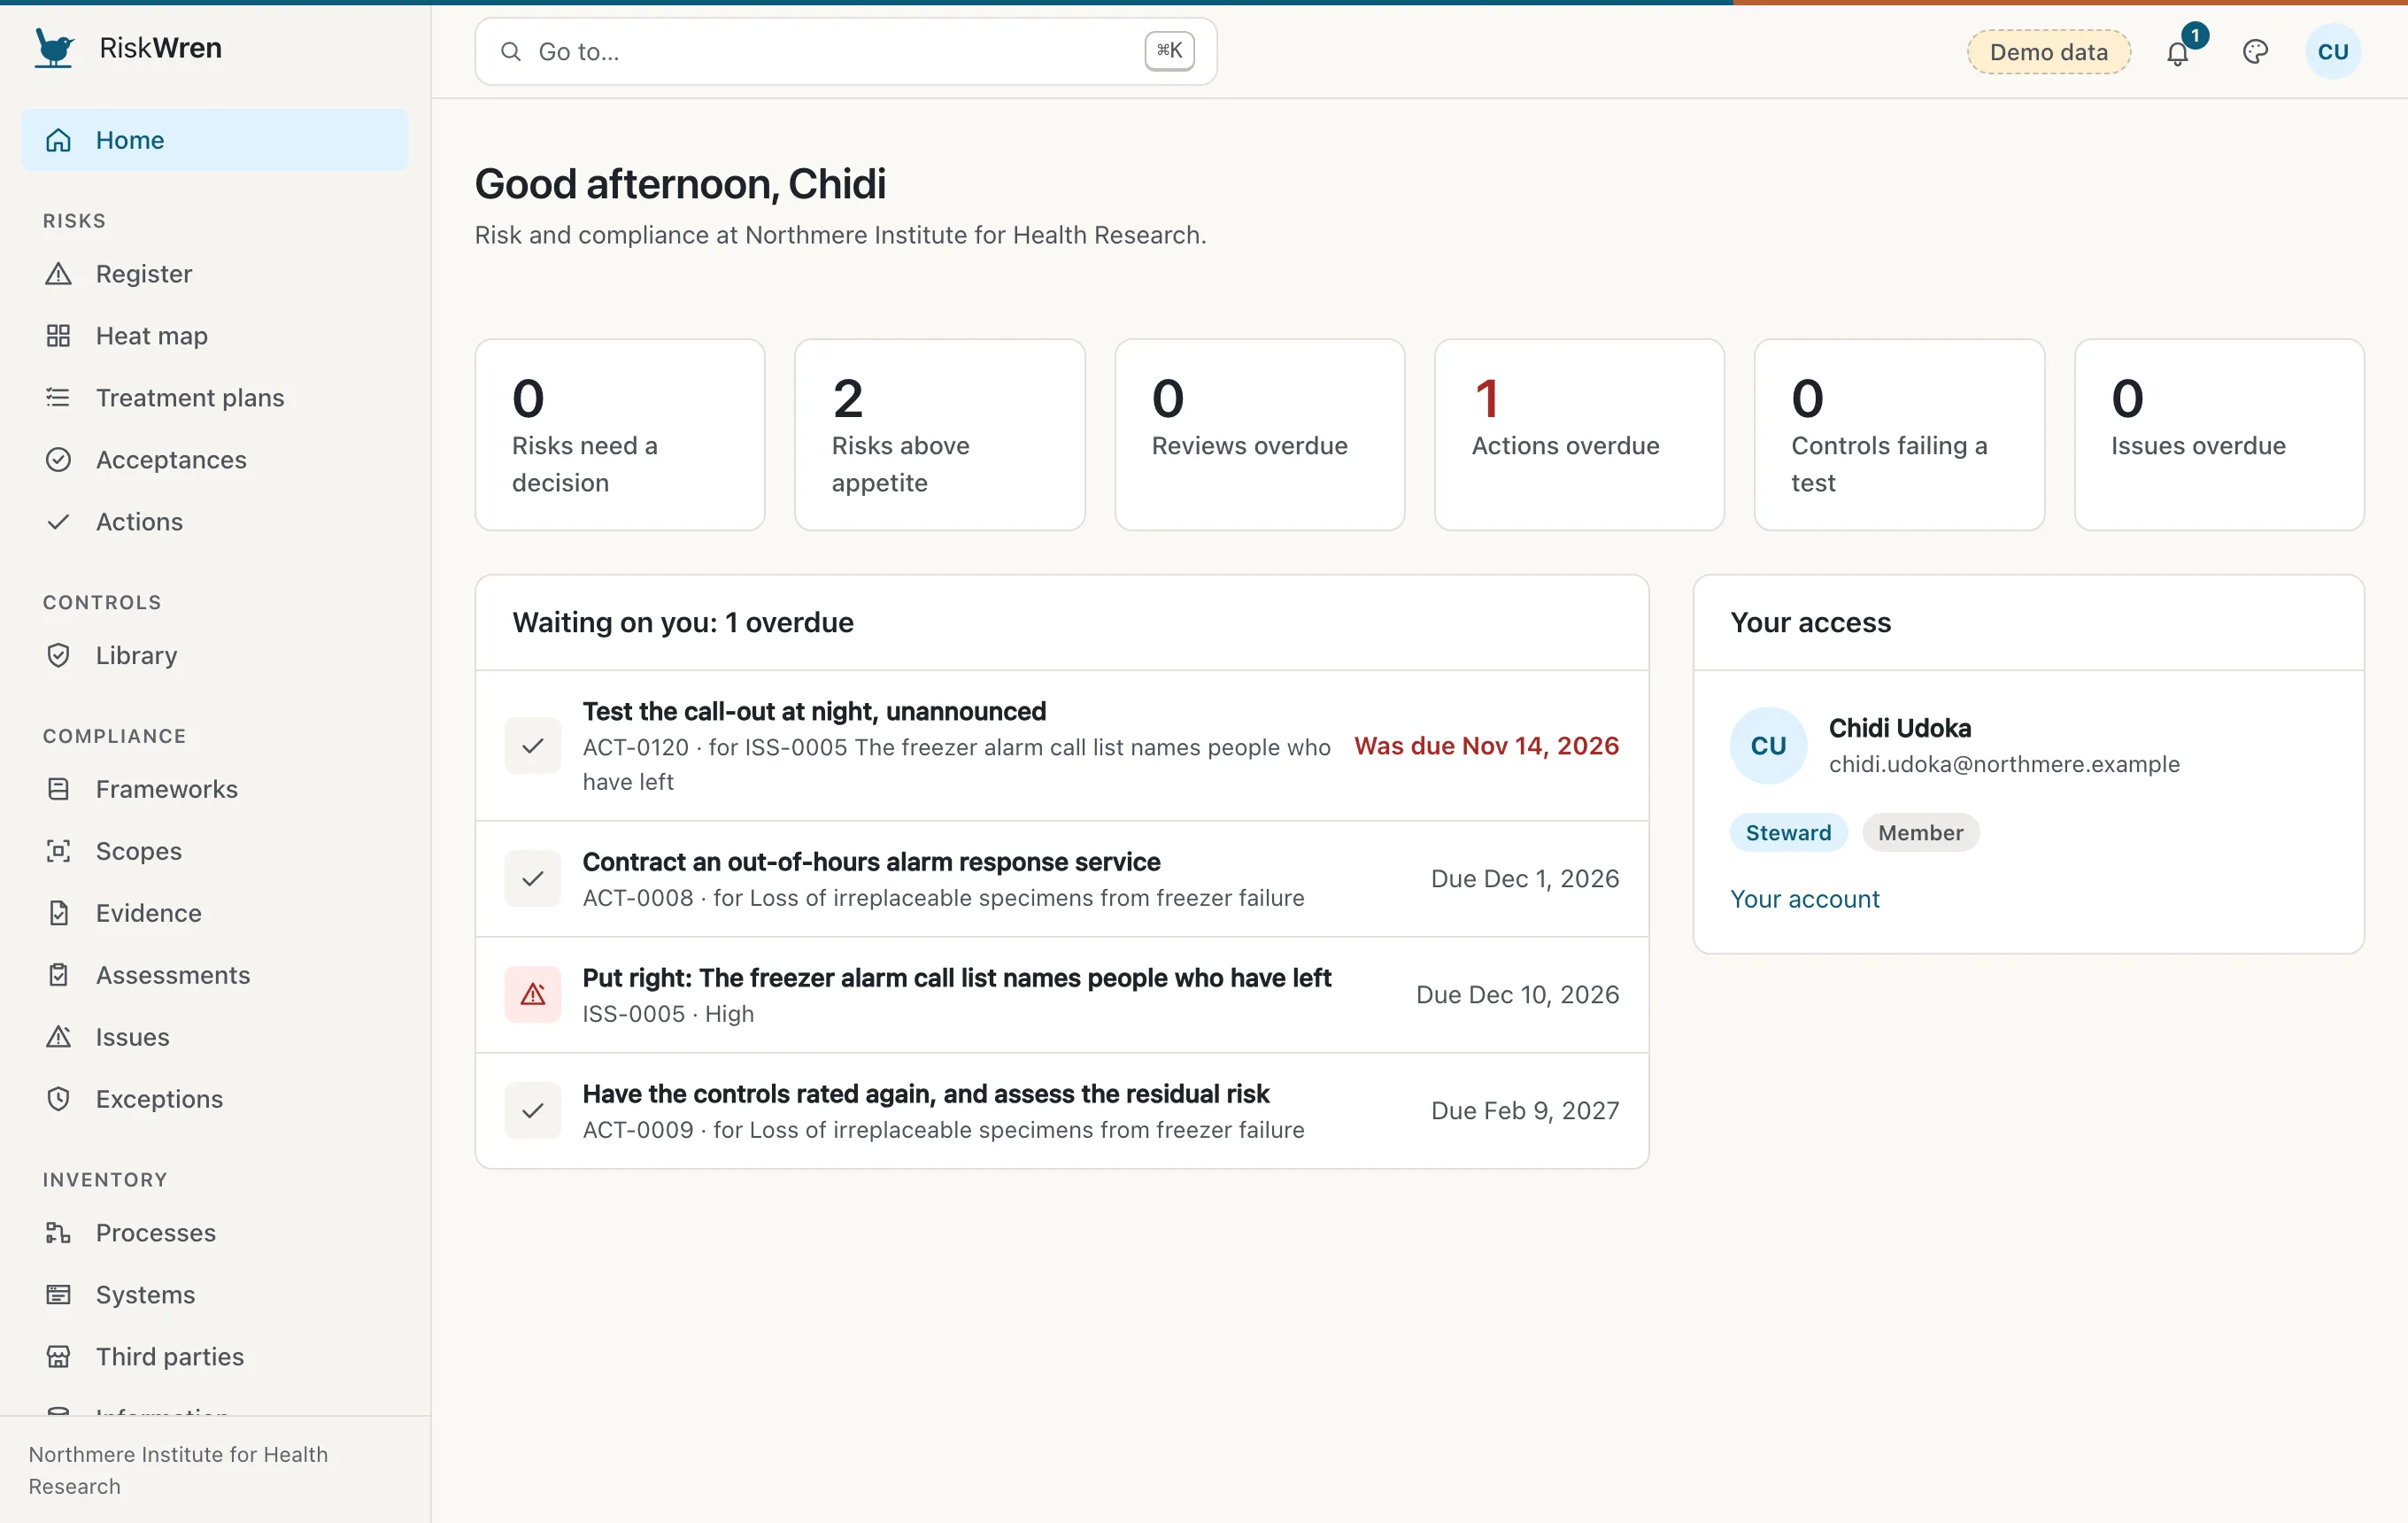 RiskWren
Go to...
⌘K
Demo data
1
CU
Home
RISKS
Register
Heat map
Treatment plans
Acceptances
Actions
CONTROLS
Library
COMPLIANCE
Frameworks
Scopes
Evidence
Assessments
Issues
Exceptions
INVENTORY
Processes
Systems
Third parties
Information
Northmere Institute for Health
Research
Good afternoon, Chidi
Risk and compliance at Northmere Institute for Health Research.
0
Risks need a
decision
2
Risks above
appetite
0
Reviews overdue
1
Actions overdue
0
Controls failing a
test
0
Issues overdue
Waiting on you: 1 overdue
Test the call-out at night, unannounced
ACT-0120 · for ISS-0005 The freezer alarm call list names people who
have left
Was due Nov 14, 2026
Contract an out-of-hours alarm response service
ACT-0008 · for Loss of irreplaceable specimens from freezer failure
Due Dec 1, 2026
Put right: The freezer alarm call list names people who have left
ISS-0005 · High
Due Dec 10, 2026
Have the controls rated again, and assess the residual risk
ACT-0009 · for Loss of irreplaceable specimens from freezer failure
Due Feb 9, 2027
Your access
CU
Chidi Udoka
chidi.udoka@northmere.example
Steward
Member
Your account